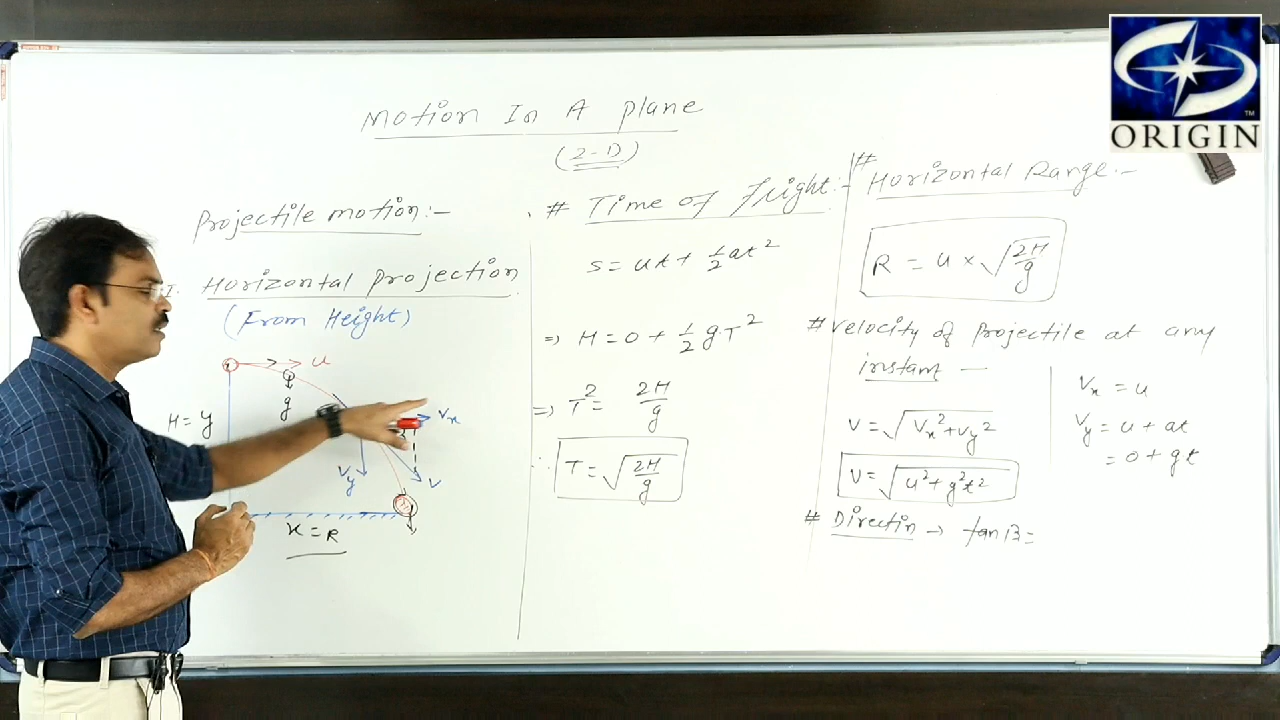 ORIGIN
TM
Motion In A plane
(2-D)
Projectile motion:-
I. Horizontal projection
(From Height)
u
g
H = y
Vx
Vy
V
x = R
# Time of flight:-
s = ut + 1/2 at²
⇒ H = 0 + 1/2 gT²
⇒ T² = 2H/g
∴ T = √(2H/g)
# Horizontal Range:-
R = u × √(2H/g)
# Velocity of projectile at any
instant —
V = √(Vx² + Vy²)
V = √(u² + g²t²)
Vx = u
Vy = u + at
= 0 + gt
# Directin → tan β =